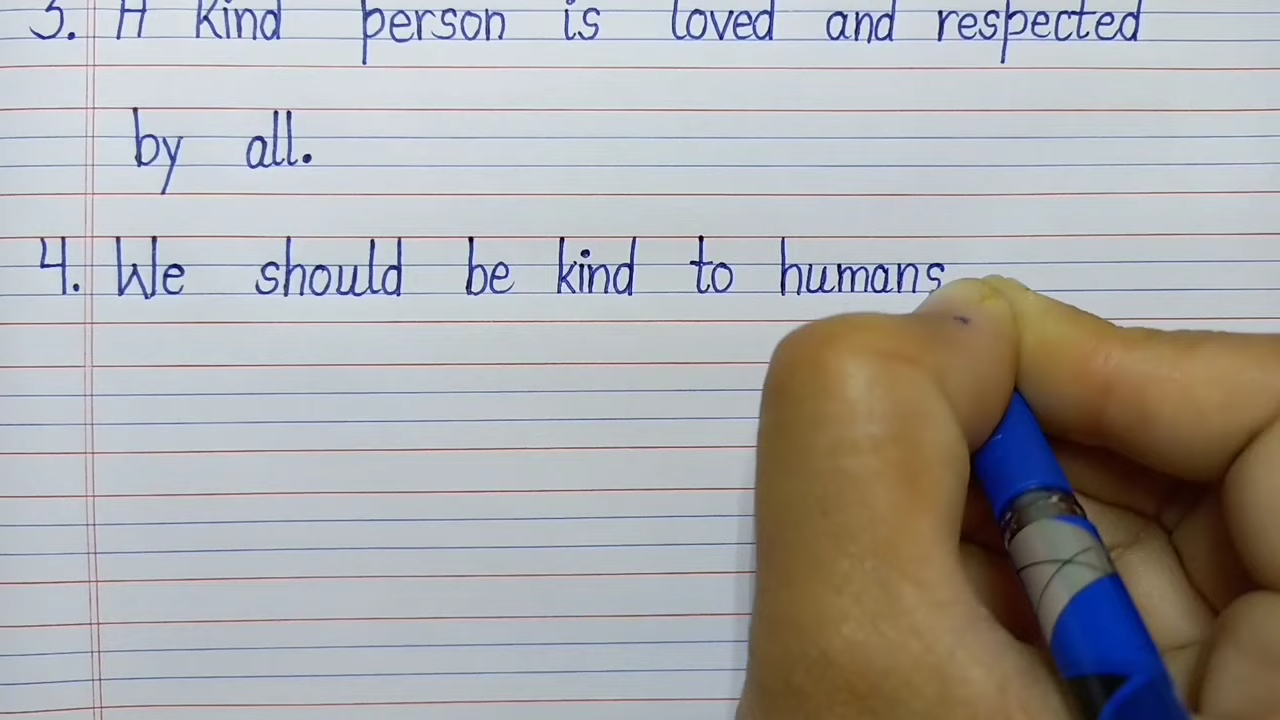 3. A kind person is loved and respected
by all.
4. We should be kind to humans